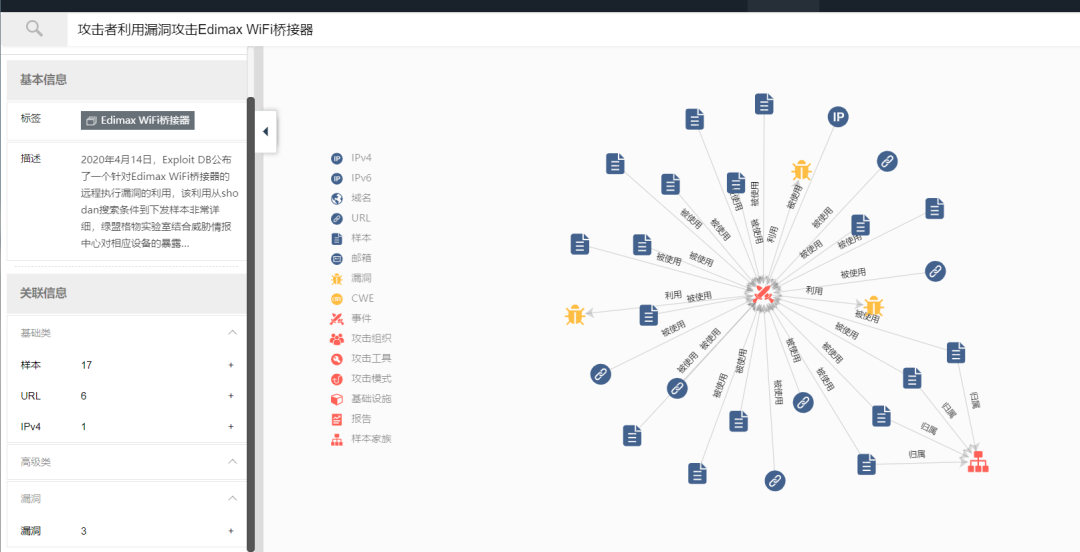 攻击者利用漏洞攻击Edimax WiFi桥接器
基本信息
标签
Edimax WiFi桥接器
描述
2020年4月14日，Exploit DB公布
了一个针对Edimax WiFi桥接器的
远程执行漏洞的利用，该利用从sho
dan搜索条件到下发样本非常详
细，绿盟格物实验室结合威胁情报
中心对相应设备的暴露...
关联信息
基础类
样本 17 +
URL 6 +
IPv4 1 +
高级类
漏洞
漏洞 3 +
IP IPv4
IP IPv6
域名
URL
样本
邮箱
漏洞
CWE
事件
攻击组织
攻击工具
攻击模式
基础设施
报告
样本家族
IP
被使用
被使用
被使用
被使用
利用
被使用
被使用
被使用
被使用
被使用
被使用
被使用
被使用
利用
被使用
利用
被使用
被使用
被使用
被使用
被使用
被使用
被使用
被使用
被使用
被使用
被使用
归属
归属
归属
归属